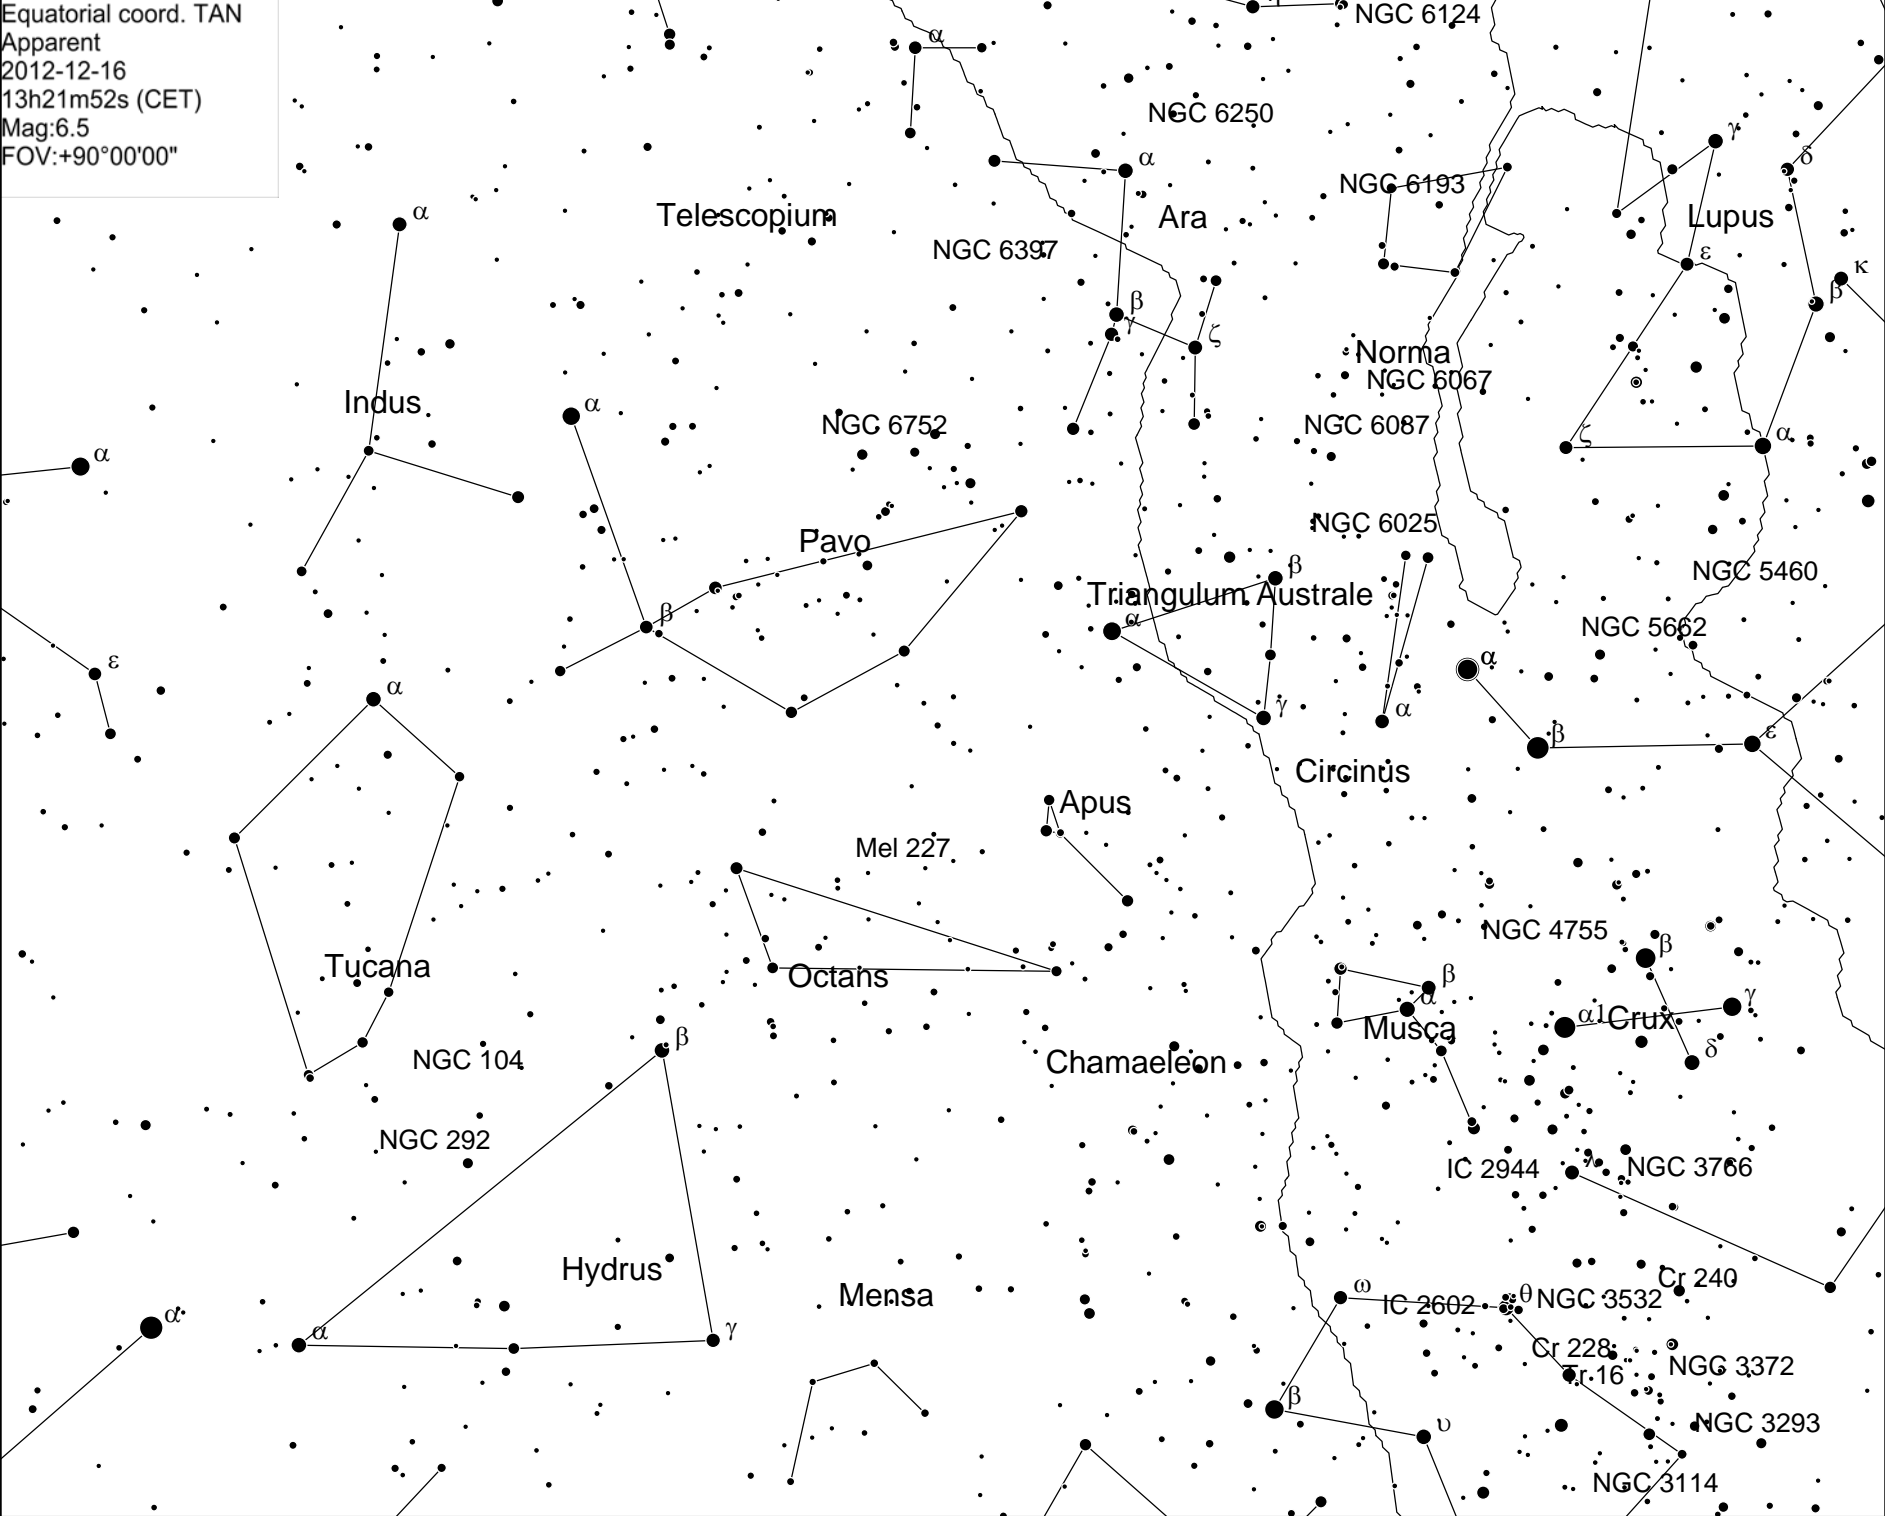 Equatorial coord. TAN
Apparent
2012-12-16
13h21m52s (CET)
Mag:6.5
FOV:+90°00'00"
NGC 6124
α
NGC 6250
γ
α
δ
NGC 6193
Telescopium
Ara
Lupus
α
NGC 6397
ε
κ
β
β
γ
ζ
Norma
NGC 6067
Indus
α
NGC 6752
NGC 6087
ζ
α
α
NGC 6025
Pavo
β
NGC 5460
Triangulum Australe
α
β
NGC 5662
ε
α
α
γ
α
β
ε
Circinus
Apus
Mel 227
NGC 4755
β
Tucana
Octans
β
α
γ
α1
Crux
Musca
β
δ
NGC 104
Chamaeleon
NGC 292
IC 2944
λ
NGC 3766
Hydrus
Mensa
ω
IC 2602
θ
NGC 3532
Cr 240
α
α
γ
Cr 228
Tr 16
NGC 3372
β
υ
NGC 3293
NGC 3114